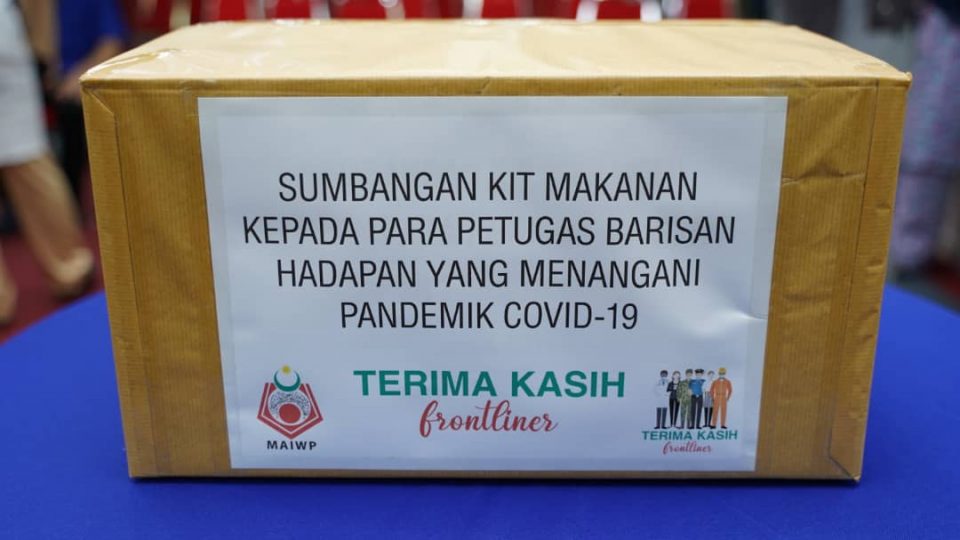 SUMBANGAN KIT MAKANAN
KEPADA PARA PETUGAS BARISAN
HADAPAN YANG MENANGANI
PANDEMIK COVID-19
MAIWP
TERIMA KASIH
frontliner
TERIMA KASIH
frontliner